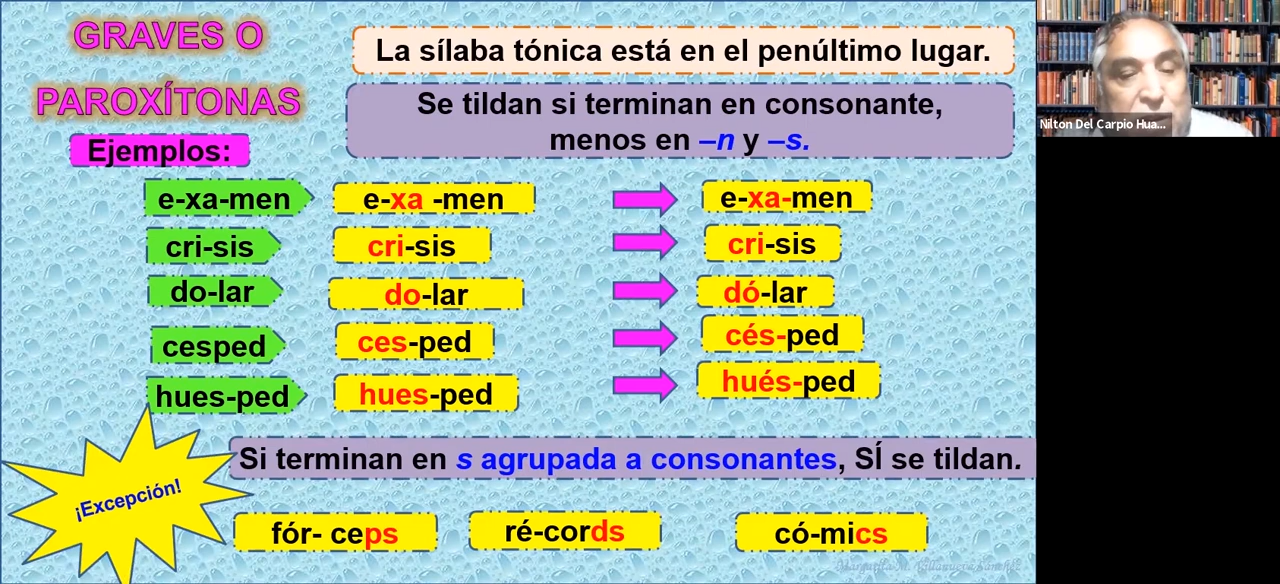 GRAVES O
PAROXÍTONAS
La sílaba tónica está en el penúltimo lugar.
Se tildan si terminan en consonante,
menos en –n y –s.
Ejemplos:
e-xa-men e-xa -men e-xa-men
cri-sis cri-sis cri-sis
do-lar do-lar dó-lar
cesped ces-ped cés-ped
hues-ped hues-ped hués-ped
¡Excepción!
Si terminan en s agrupada a consonantes, SÍ se tildan.
fór- ceps ré-cords có-mics
Margarita M. Villanueva Sánchez
Nilton Del Carpio Hua...